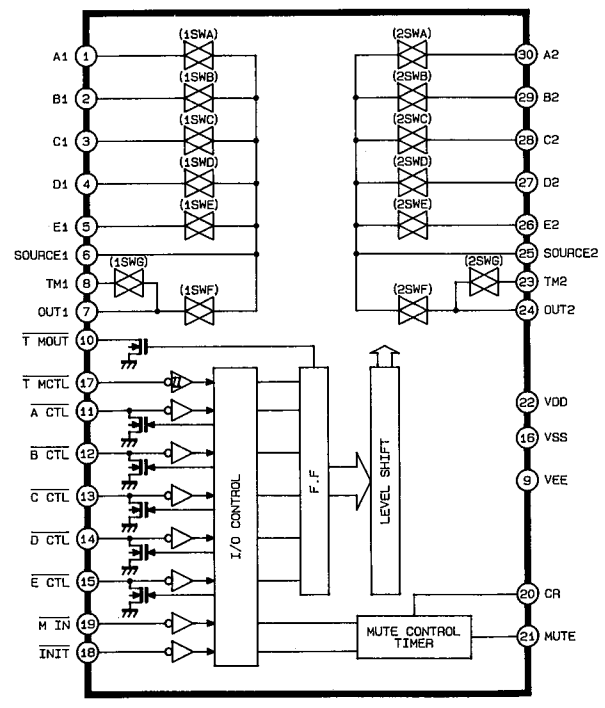 (1SWA) (2SWA)
A1 1 30 A2
(1SWB) (2SWB)
B1 2 29 B2
(1SWC) (2SWC)
C1 3 28 C2
(1SWD) (2SWD)
D1 4 27 D2
(1SWE) (2SWE)
E1 5 26 E2
SOURCE1 6 25 SOURCE2
(1SWG) (2SWG)
TM1 8 23 TM2
(1SWF) (2SWF)
OUT1 7 24 OUT2
T MOUT 10
T MCTL 17
A CTL 11
22 VDD
B CTL 12
16 VSS
C CTL 13
9 VEE
D CTL 14
E CTL 15
I/O CONTROL
F.F
LEVEL SHIFT
20 CR
M IN 19
MUTE CONTROL
TIMER
21 MUTE
INIT 18